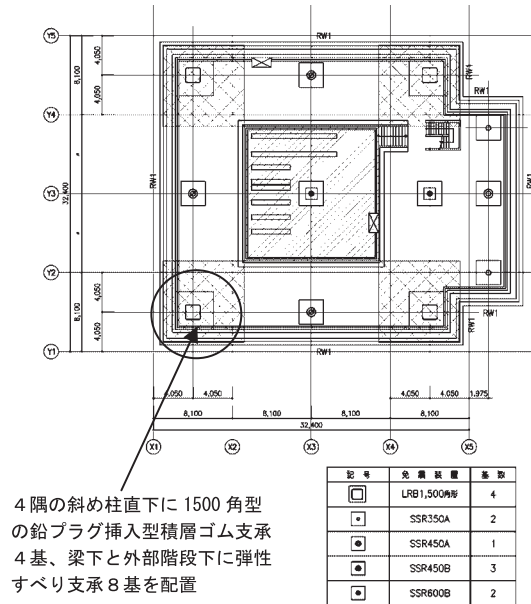 Y5
RW1
4,050
8,100
4,050
Y4
RW1
RW1
RW1
Y3
32,400
Y2
4,050
8,100
4,050
RW1
RW1
Y1
RW1
4,050
4,050
4,050
4,050
1,975
8,100
8,100
8,100
8,100
32,400
X1
X2
X3
X4
X5
4隅の斜め柱直下に1500角型
の鉛プラグ挿入型積層ゴム支承
4基、梁下と外部階段下に弾性
すべり支承8基を配置
記号 免震装置 基数
LRB1,500角形 4
SSR350A 2
SSR450A 1
SSR450B 3
SSR600B 2